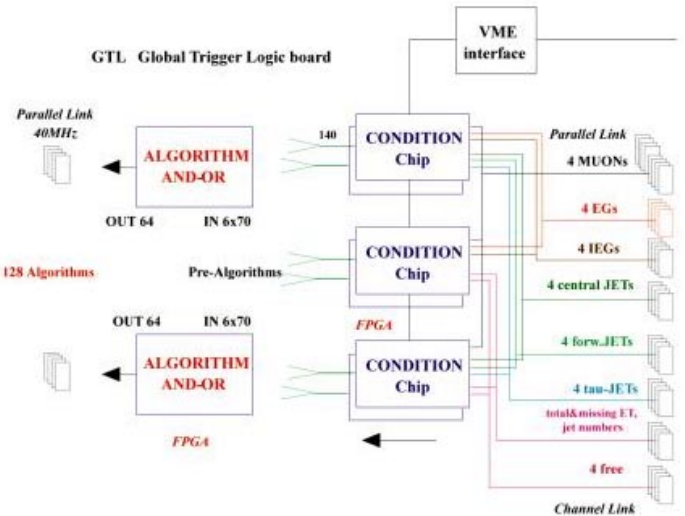 VME
interface
GTL Global Trigger Logic board
Parallel Link
40MHz
ALGORITHM
AND-OR
OUT 64 IN 6x70
140
CONDITION
Chip
Parallel Link
4 MUONs
4 EGs
4 IEGs
128 Algorithms
Pre-Algorithms
CONDITION
Chip
4 central JETs
OUT 64 IN 6x70
FPGA
ALGORITHM
AND-OR
CONDITION
Chip
4 forw.JETs
4 tau-JETs
total&missing ET,
jet numbers
FPGA
4 free
Channel Link